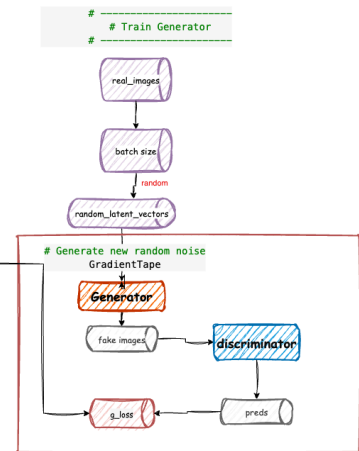 # ----------------------
# Train Generator
# ----------------------
real_images
batch size
random
random_latent_vectors
# Generate new random noise
GradientTape
Generator
fake images
discriminator
g_loss
preds